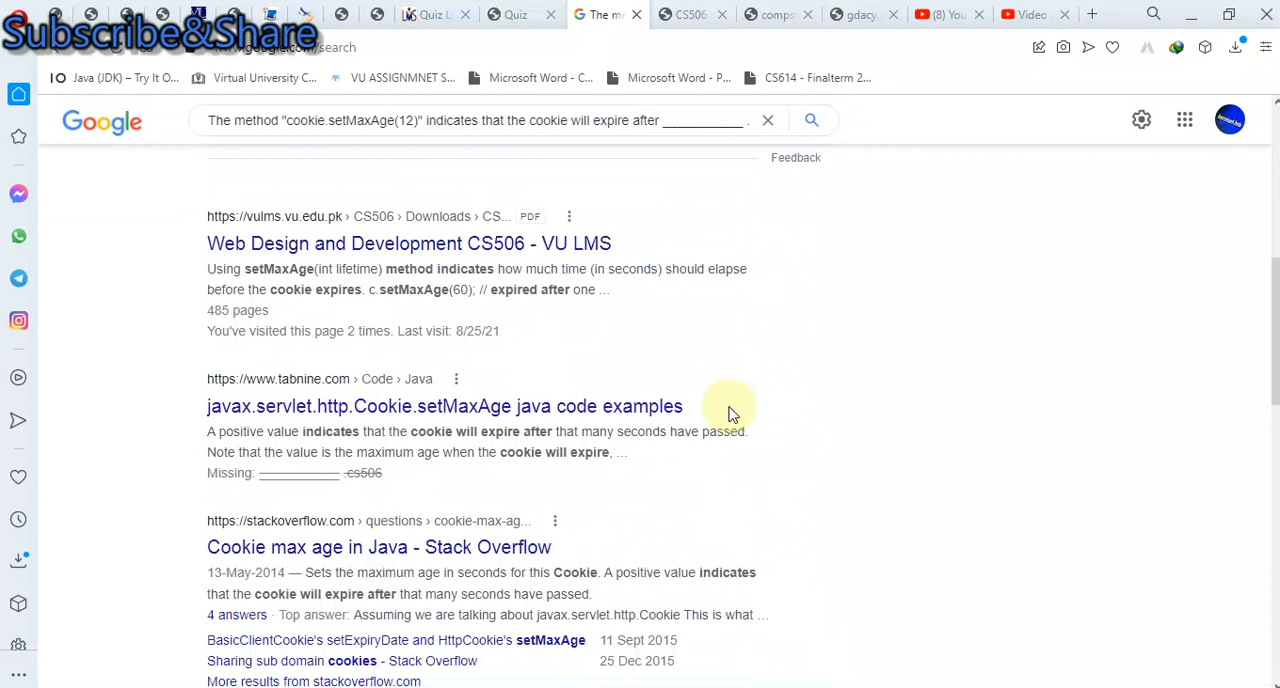 Quiz L
Quiz
The me
CS506
comps
gdacy.
(8) You
Video
Subscribe&Share
/search
Java (JDK) – Try It O...
Virtual University C...
VU ASSIGNMNET S...
Microsoft Word - C...
Microsoft Word - P...
CS614 - Finalterm 2...
Google
The method "cookie.setMaxAge(12)" indicates that the cookie will expire after ____________ .
Feedback
https://vulms.vu.edu.pk › CS506 › Downloads › CS... PDF
Web Design and Development CS506 - VU LMS
Using setMaxAge(int lifetime) method indicates how much time (in seconds) should elapse
before the cookie expires. c.setMaxAge(60); // expired after one ...
485 pages
You've visited this page 2 times. Last visit: 8/25/21
https://www.tabnine.com › Code › Java
javax.servlet.http.Cookie.setMaxAge java code examples
A positive value indicates that the cookie will expire after that many seconds have passed.
Note that the value is the maximum age when the cookie will expire, ...
Missing: ____________ .cs506
https://stackoverflow.com › questions › cookie-max-ag...
Cookie max age in Java - Stack Overflow
13-May-2014 — Sets the maximum age in seconds for this Cookie. A positive value indicates
that the cookie will expire after that many seconds have passed.
4 answers · Top answer: Assuming we are talking about javax.servlet.http.Cookie This is what ...
BasicClientCookie's setExpiryDate and HttpCookie's setMaxAge 11 Sept 2015
Sharing sub domain cookies - Stack Overflow 25 Dec 2015
More results from stackoverflow.com